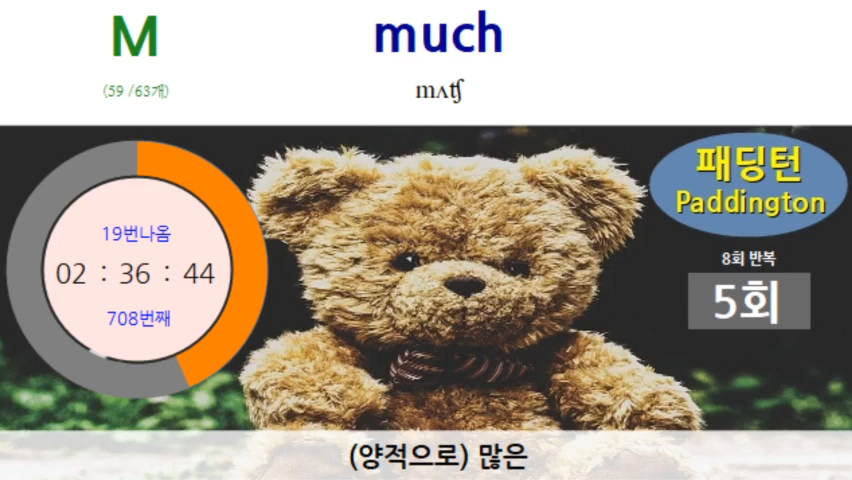 M
(59 /63개)
much
mʌʧ
19번나옴
02 : 36 : 44
708번째
패딩턴
Paddington
8회 반복
5회
(양적으로) 많은